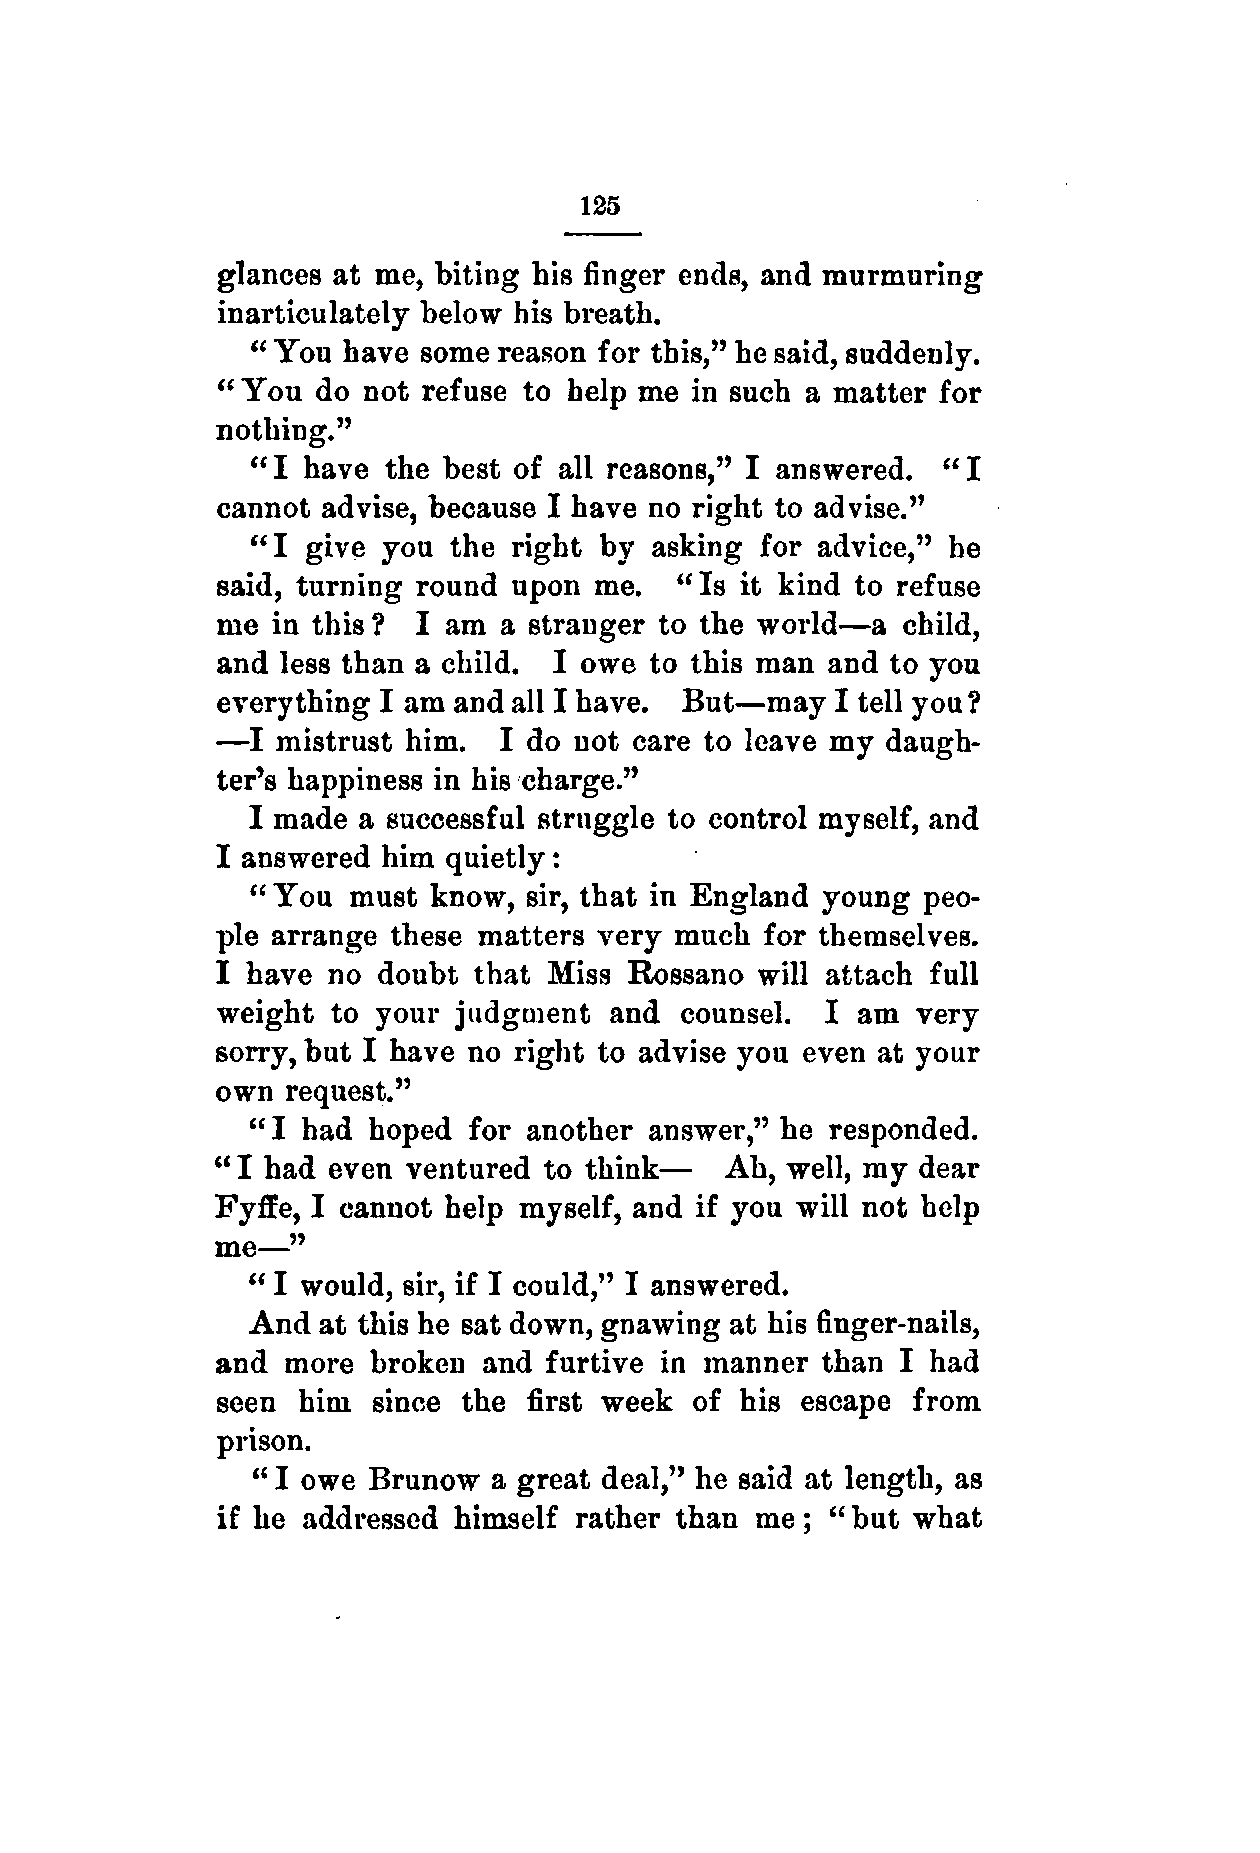 125
glances at me, biting his finger ends, and murmuring
inarticulately below his breath.
“You have some reason for this,” he said, suddenly.
“You do not refuse to help me in such a matter for
nothing.”
“I have the best of all reasons,” I answered. “I
cannot advise, because I have no right to advise.”
“I give you the right by asking for advice,” he
said, turning round upon me. “Is it kind to refuse
me in this? I am a stranger to the world—a child,
and less than a child. I owe to this man and to you
everything I am and all I have. But—may I tell you?
—I mistrust him. I do not care to leave my daugh-
ter’s happiness in his charge.”
I made a successful struggle to control myself, and
I answered him quietly:
“You must know, sir, that in England young peo-
ple arrange these matters very much for themselves.
I have no doubt that Miss Rossano will attach full
weight to your judgment and counsel. I am very
sorry, but I have no right to advise you even at your
own request.”
“I had hoped for another answer,” he responded.
“I had even ventured to think— Ah, well, my dear
Fyffe, I cannot help myself, and if you will not help
me—”
“I would, sir, if I could,” I answered.
And at this he sat down, gnawing at his finger-nails,
and more broken and furtive in manner than I had
seen him since the first week of his escape from
prison.
“I owe Brunow a great deal,” he said at length, as
if he addressed himself rather than me; “but what